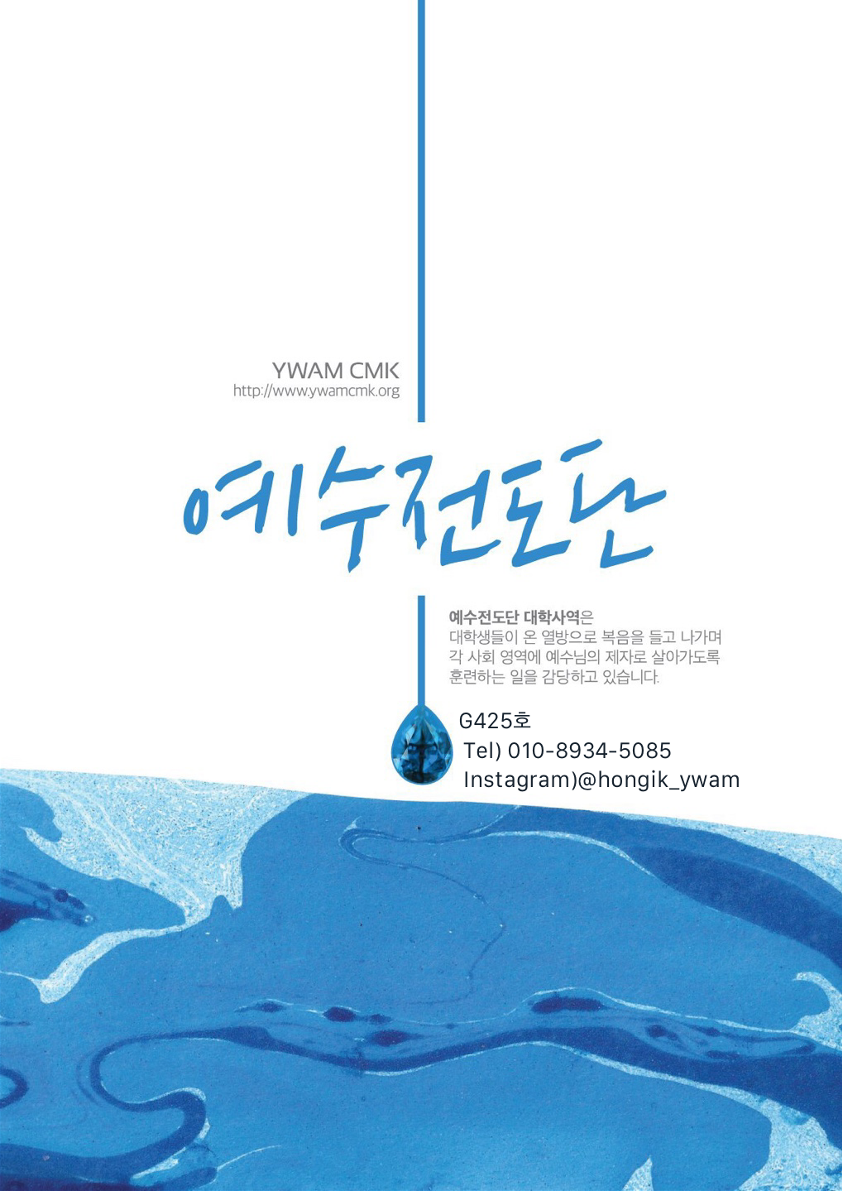 YWAM CMK
http://www.ywamcmk.org
예수전도단
예수전도단 대학사역은
대학생들이 온 열방으로 복음을 들고 나가며
각 사회 영역에 예수님의 제자로 살아가도록
훈련하는 일을 감당하고 있습니다.
G425호
Tel) 010-8934-5085
Instagram)@hongik_ywam